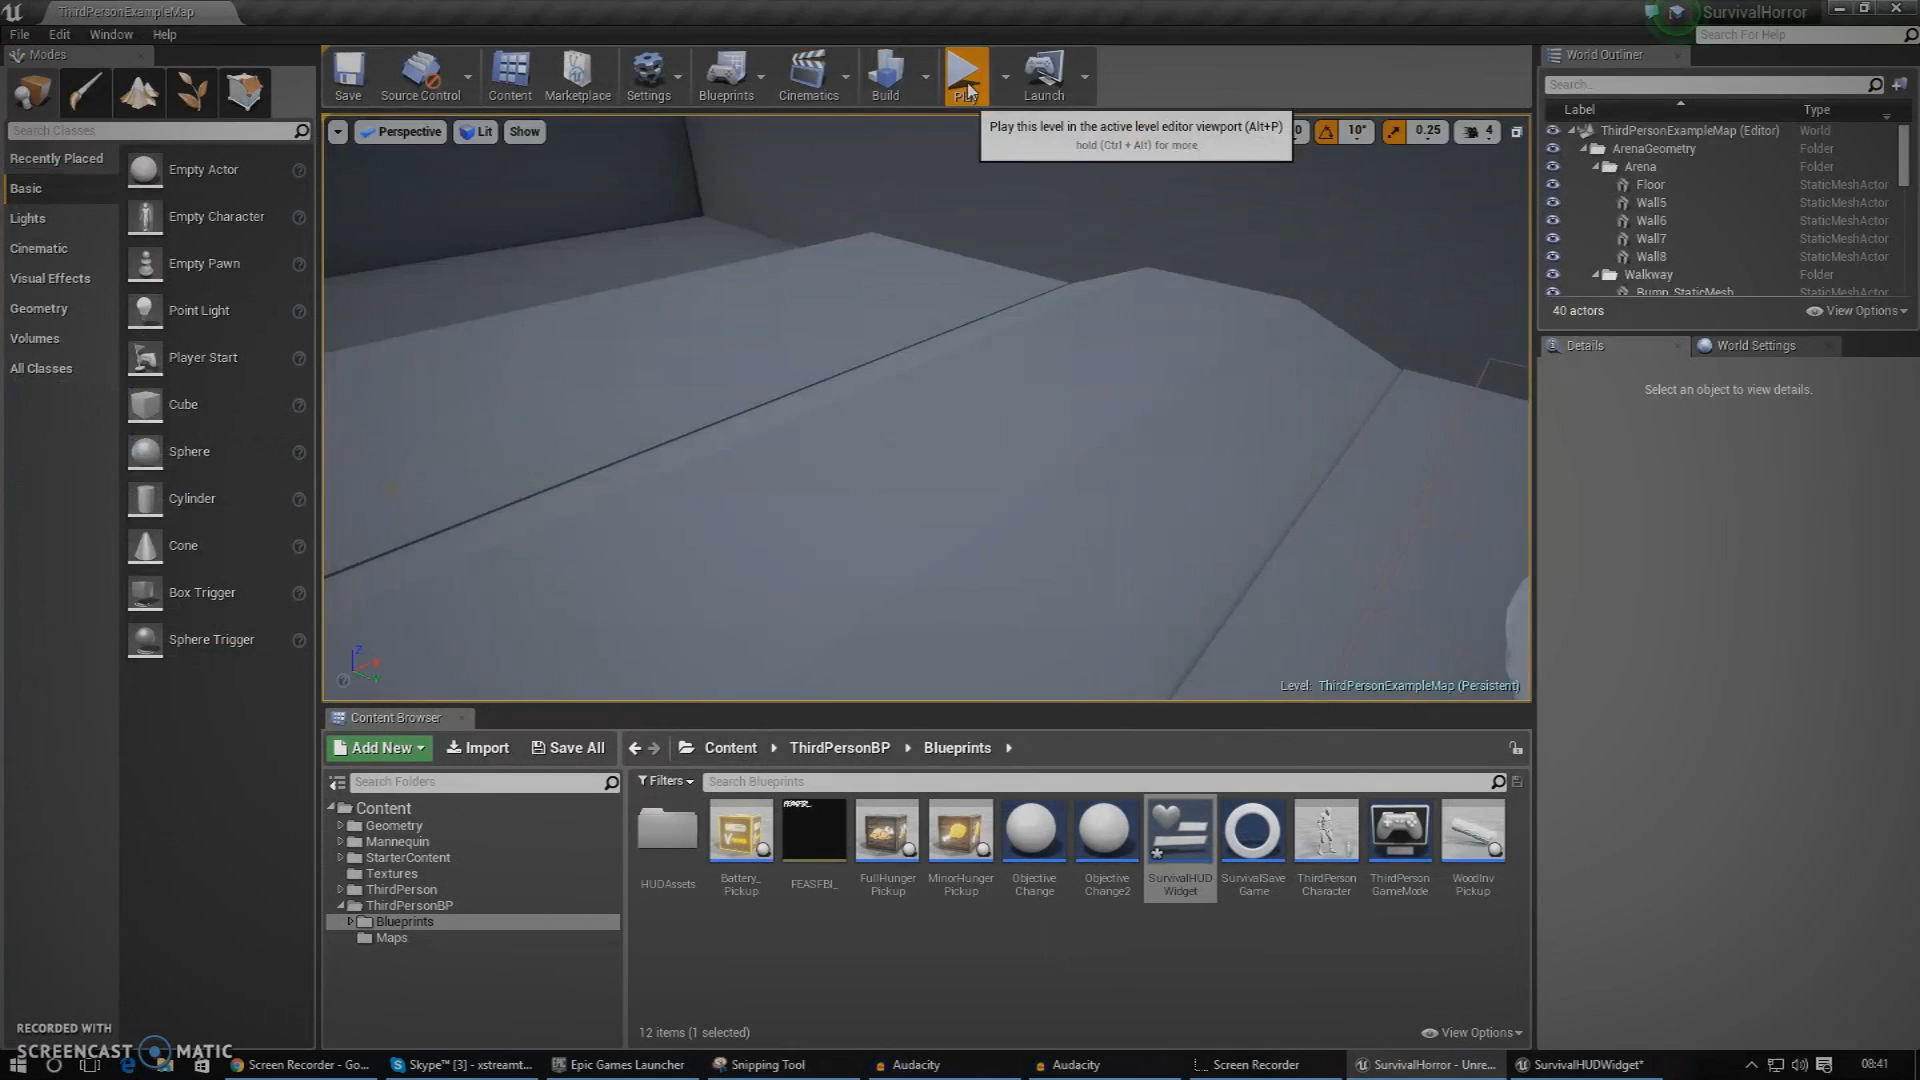 ThirdPersonExampleMap
SurvivalHorror
File Edit Window Help
Search For Help
Modes
World Outliner
Save Source Control Content Marketplace Settings Blueprints Cinematics Build Play Launch
Search...
Label Type
Search Classes
Perspective Lit Show
Play this level in the active level editor viewport (Alt+P)
hold (Ctrl + Alt) for more
0 10° 0.25 4
ThirdPersonExampleMap (Editor) World
ArenaGeometry Folder
Arena Folder
Floor StaticMeshActor
Wall5 StaticMeshActor
Wall6 StaticMeshActor
Wall7 StaticMeshActor
Wall8 StaticMeshActor
Walkway Folder
Bump_StaticMesh StaticMeshActor
40 actors View Options
Details World Settings
Select an object to view details.
Recently Placed
Basic
Lights
Cinematic
Visual Effects
Geometry
Volumes
All Classes
Empty Actor
Empty Character
Empty Pawn
Point Light
Player Start
Cube
Sphere
Cylinder
Cone
Box Trigger
Sphere Trigger
Level: ThirdPersonExampleMap (Persistent)
Content Browser
Add New Import Save All Content ThirdPersonBP Blueprints
Search Folders
Filters Search Blueprints
Content
Geometry
Mannequin
StarterContent
Textures
ThirdPerson
ThirdPersonBP
Blueprints
Maps
HUDAssets
Battery_
Pickup
FEASFBI_
FullHunger
Pickup
MinorHunger
Pickup
Objective
Change
Objective
Change2
SurvivalHUD
Widget
SurvivalSave
Game
ThirdPerson
Character
ThirdPerson
GameMode
WoodInv
Pickup
12 items (1 selected) View Options
RECORDED WITH
SCREENCAST MATIC
Screen Recorder - Go...
Skype™ [3] - xstreamt...
Epic Games Launcher
Snipping Tool
Audacity
Audacity
Screen Recorder
SurvivalHorror - Unre...
SurvivalHUDWidget*
08:41